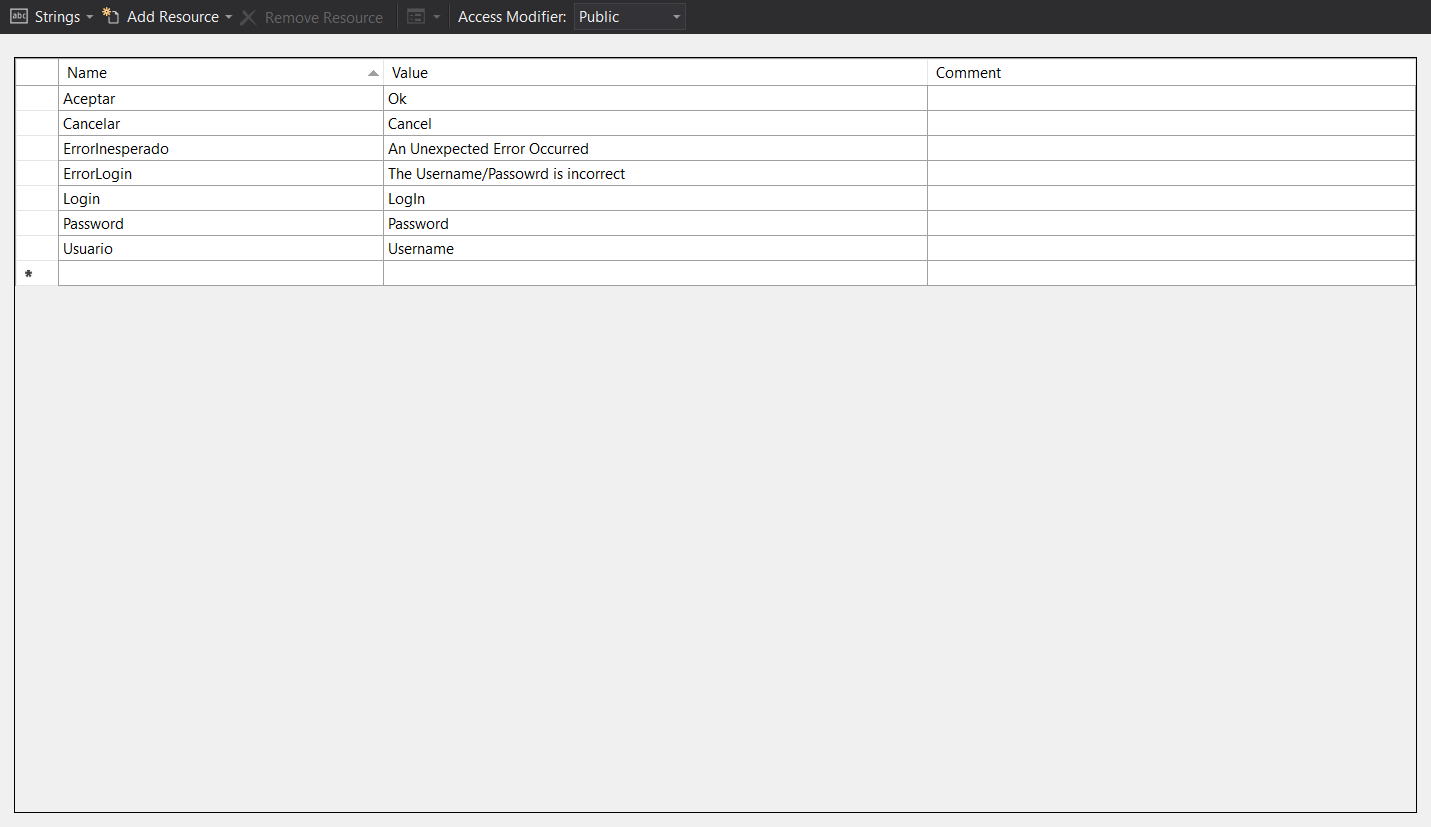 abc Strings Add Resource Remove Resource Access Modifier: Public
Name Value Comment
Aceptar Ok
Cancelar Cancel
ErrorInesperado An Unexpected Error Occurred
ErrorLogin The Username/Passowrd is incorrect
Login LogIn
Password Password
Usuario Username
*